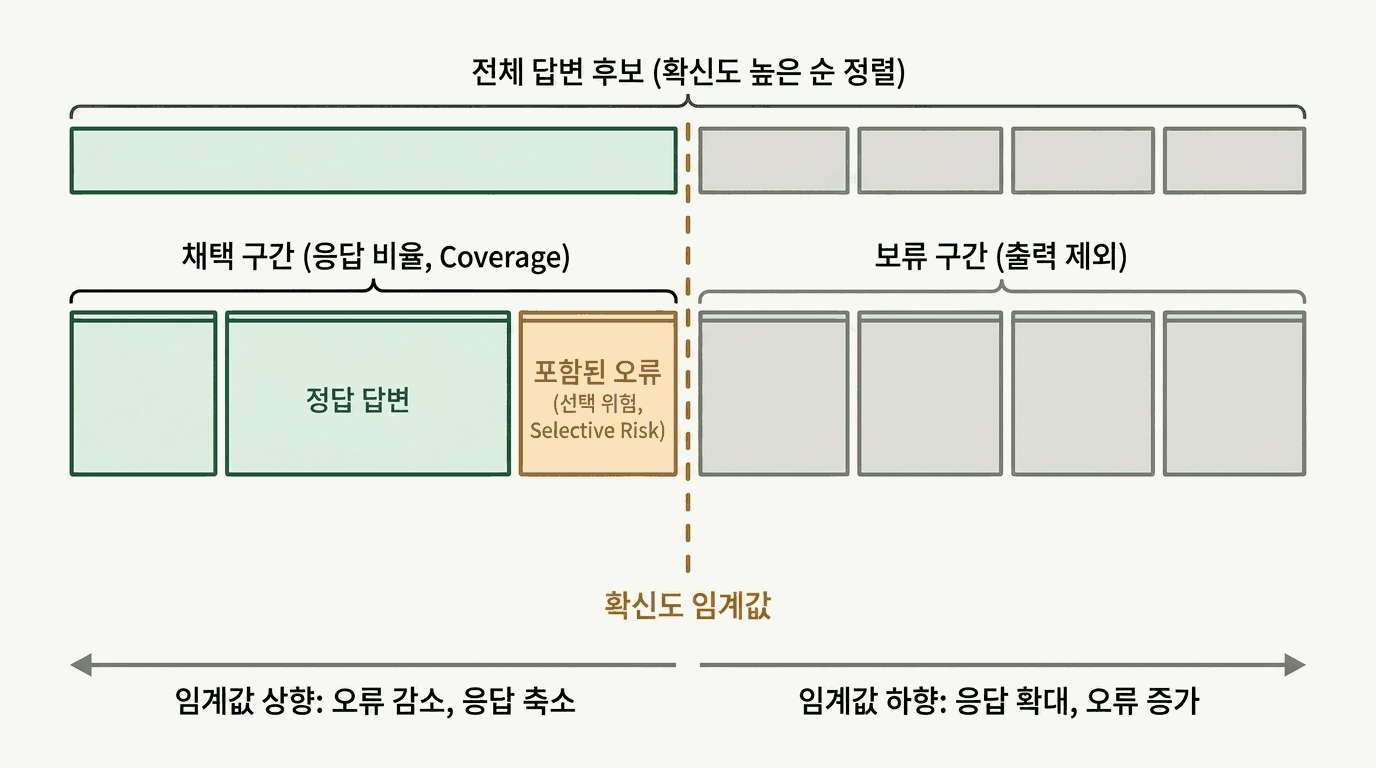 전체 답변 후보 (확신도 높은 순 정렬)
채택 구간 (응답 비율, Coverage)
보류 구간 (출력 제외)
정답 답변
포함된 오류
(선택 위험,
Selective Risk)
확신도 임계값
임계값 상향: 오류 감소, 응답 축소
임계값 하향: 응답 확대, 오류 증가